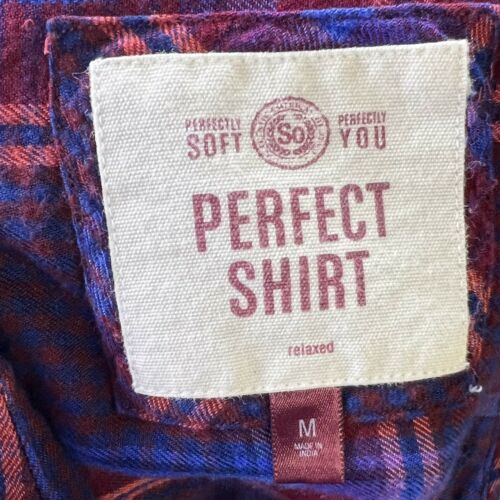 PERFECTLY SOFT
So
PERFECTLY YOU
PERFECT
SHIRT
relaxed
M
MADE IN
INDIA